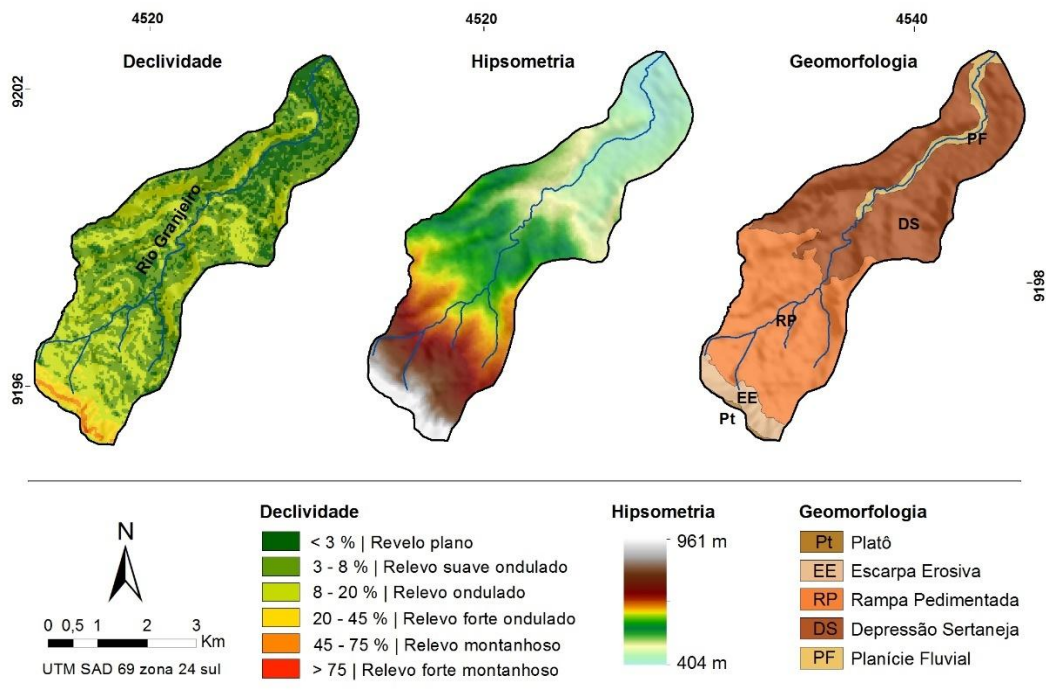 4520
4520
4540
Declividade
Hipsometria
Geomorfologia
9202
9198
9196
Rio Granjeiro
PF
DS
RP
EE
Pt
N
0 0,5 1 2 3
Km
UTM SAD 69 zona 24 sul
Declividade
< 3 % | Revelo plano
3 - 8 % | Relevo suave ondulado
8 - 20 % | Relevo ondulado
20 - 45 % | Relevo forte ondulado
45 - 75 % | Relevo montanhoso
> 75 | Relevo forte montanhoso
Hipsometria
961 m
404 m
Geomorfologia
Pt Platô
EE Escarpa Erosiva
RP Rampa Pedimentada
DS Depressão Sertaneja
PF Planície Fluvial